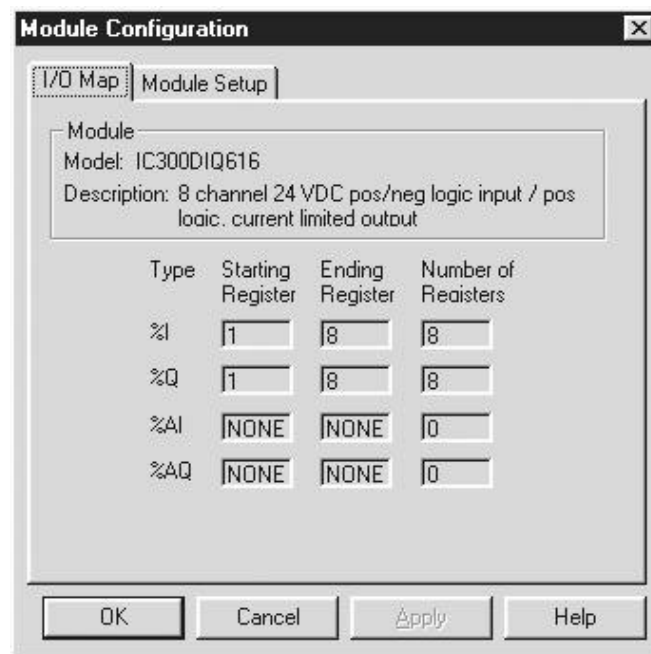 Module Configuration
I/O Map Module Setup
Module
Model: IC300DIQ616
Description: 8 channel 24 VDC pos/neg logic input / pos
logic, current limited output
Type Starting Register Ending Register Number of Registers
%I 1 8 8
%Q 1 8 8
%AI NONE NONE 0
%AQ NONE NONE 0
OK Cancel Apply Help